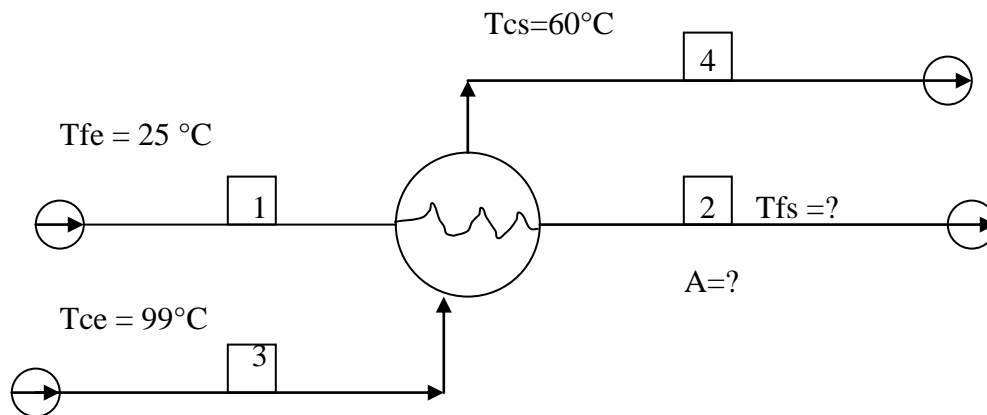 Tcs=60°C
4
Tfe = 25 °C
1
2 Tfs =?
A=?
Tce = 99°C
3